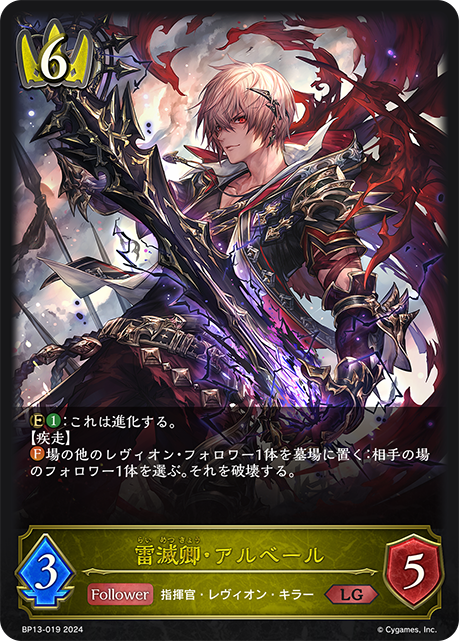 6
E 1:これは進化する。
【疾走】
F 場の他のレヴィオン・フォロワー1体を墓場に置く:相手の場
のフォロワー1体を選ぶ。それを破壊する。
らいめつきょう
雷滅卿・アルベール
3
Follower 指揮官・レヴィオン・キラー LG
5
BP13-019 2024
© Cygames, Inc.